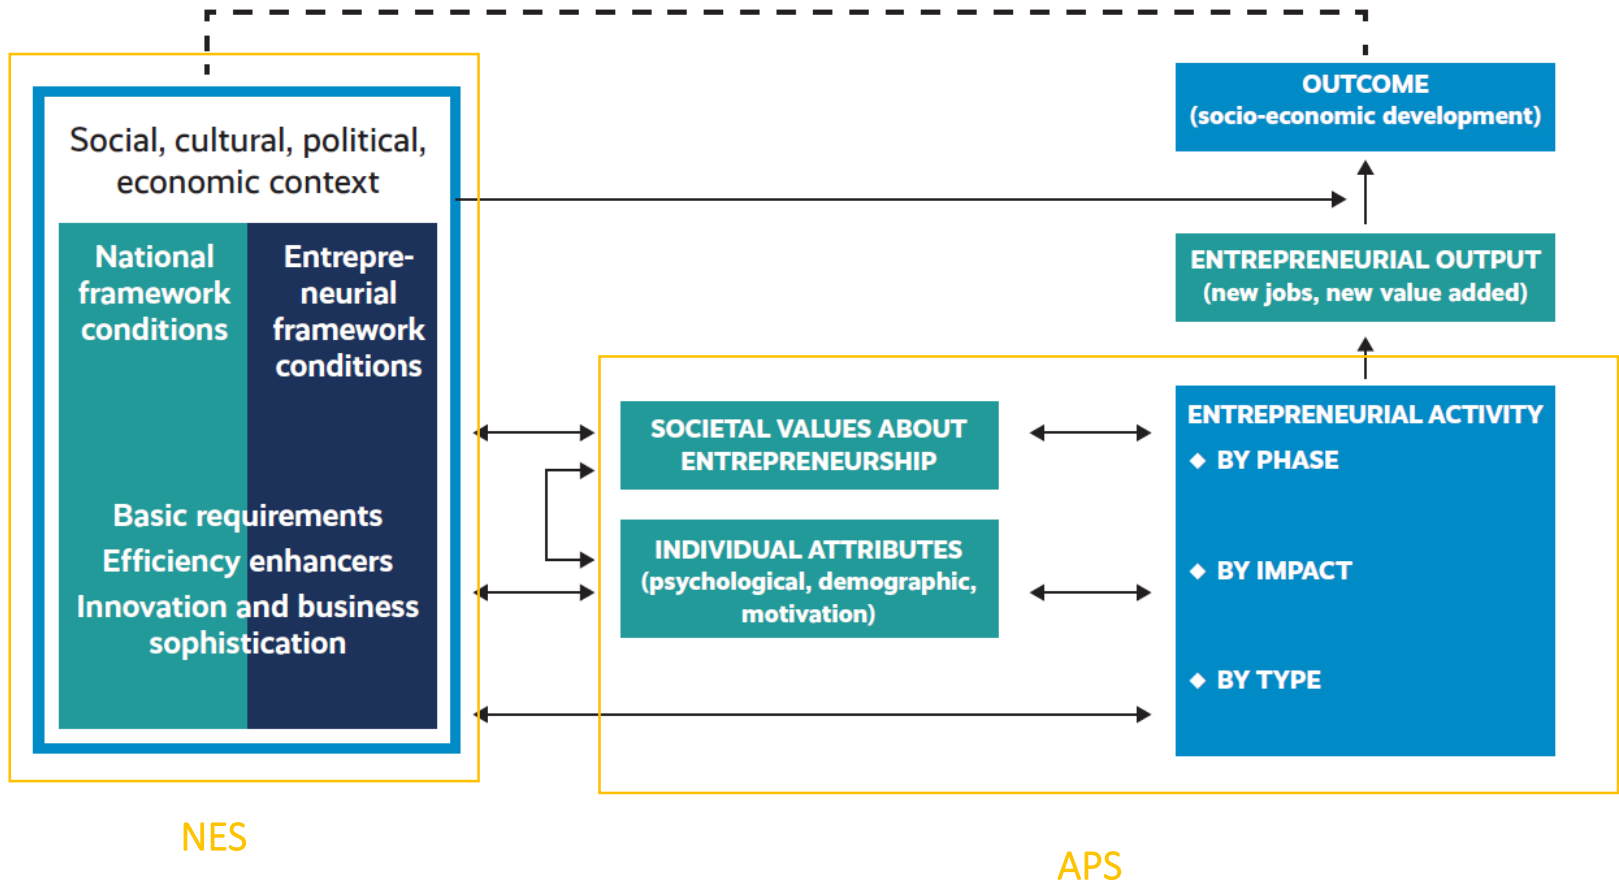 Social, cultural, political,
economic context
National
framework
conditions
Entrepre-
neurial
framework
conditions
Basic requirements
Efficiency enhancers
Innovation and business
sophistication
NES
OUTCOME
(socio-economic development)
ENTREPRENEURIAL OUTPUT
(new jobs, new value added)
SOCIETAL VALUES ABOUT
ENTREPRENEURSHIP
INDIVIDUAL ATTRIBUTES
(psychological, demographic,
motivation)
ENTREPRENEURIAL ACTIVITY
◆ BY PHASE
◆ BY IMPACT
◆ BY TYPE
APS